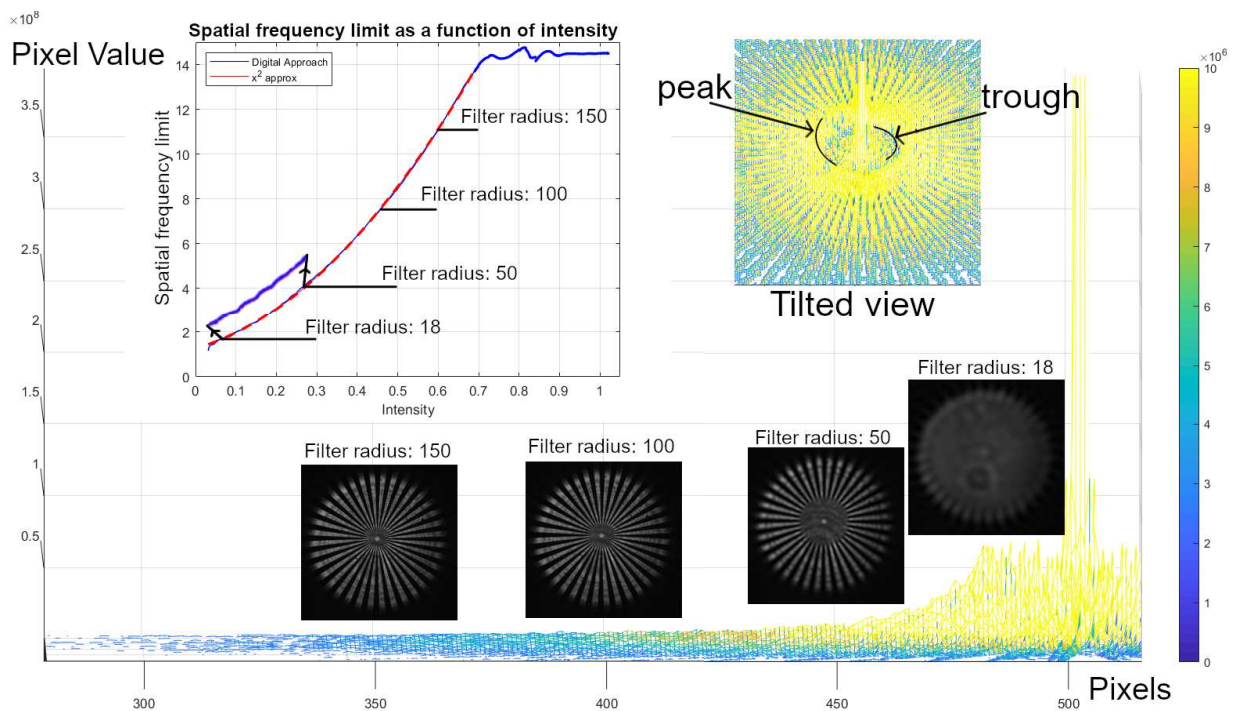 ×10⁸
Pixel Value
3.5
3
2.5
2
1.5
1
0.5
300
350
400
450
500
Pixels
Spatial frequency limit as a function of intensity
Digital Approach
x² approx
Spatial frequency limit
14
12
10
8
6
4
2
0
0
0.1
0.2
0.3
0.4
0.5
0.6
0.7
0.8
0.9
1
Intensity
Filter radius: 150
Filter radius: 100
Filter radius: 50
Filter radius: 18
peak
trough
Tilted view
Filter radius: 150
Filter radius: 100
Filter radius: 50
Filter radius: 18
×10⁶
10
9
8
7
6
5
4
3
2
1
0